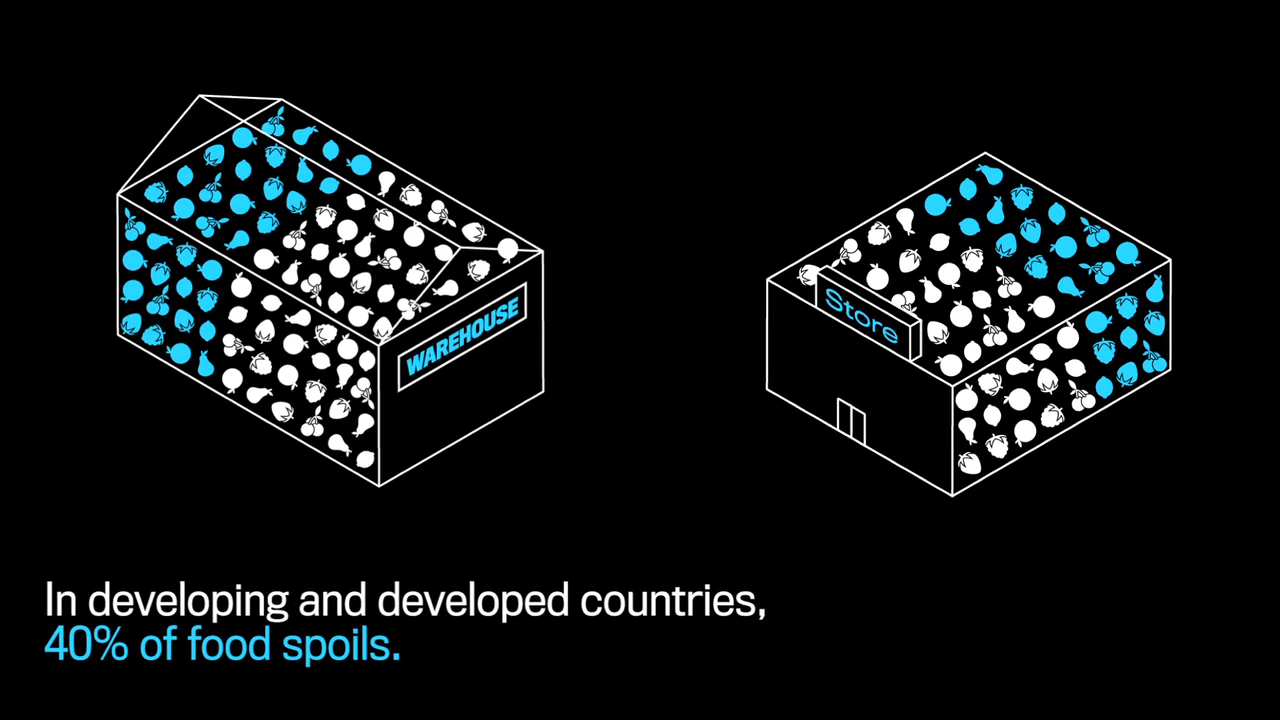 WAREHOUSE
Store
In developing and developed countries,
40% of food spoils.